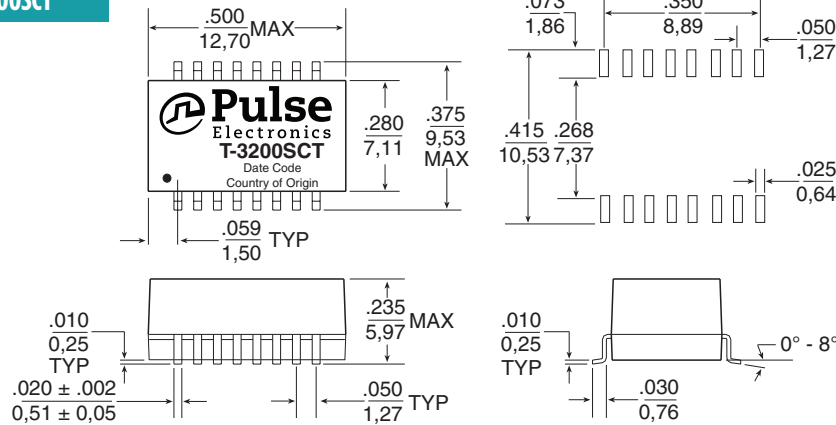 .500
12,70 MAX
Pulse
Electronics
T-3200SCT
Date Code
Country of Origin
.280
7,11
.375
9,53
MAX
.059
1,50 TYP
1,86
8,89
.050
1,27
.415
10,53
.268
7,37
.025
0,64
.235
5,97 MAX
.010
0,25
TYP
.020 ± .002
0,51 ± 0,05
.050
1,27 TYP
.010
0,25
TYP
.030
0,76
0° - 8°